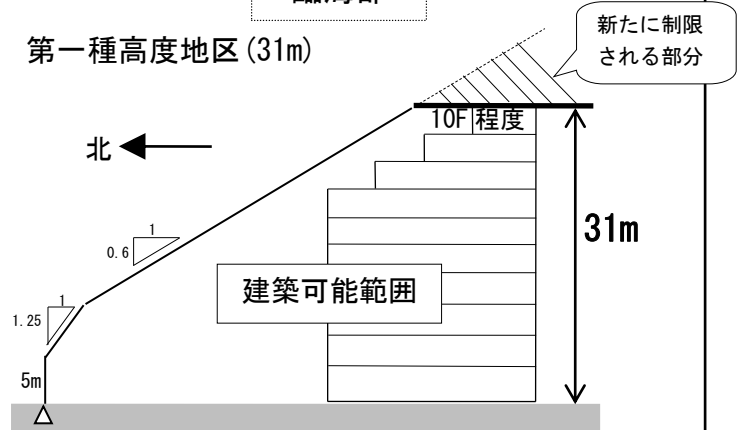 第一種高度地区(31m)
新たに制限
される部分
10F 程度
北
1
0.6
31m
建築可能範囲
1
1.25
5m